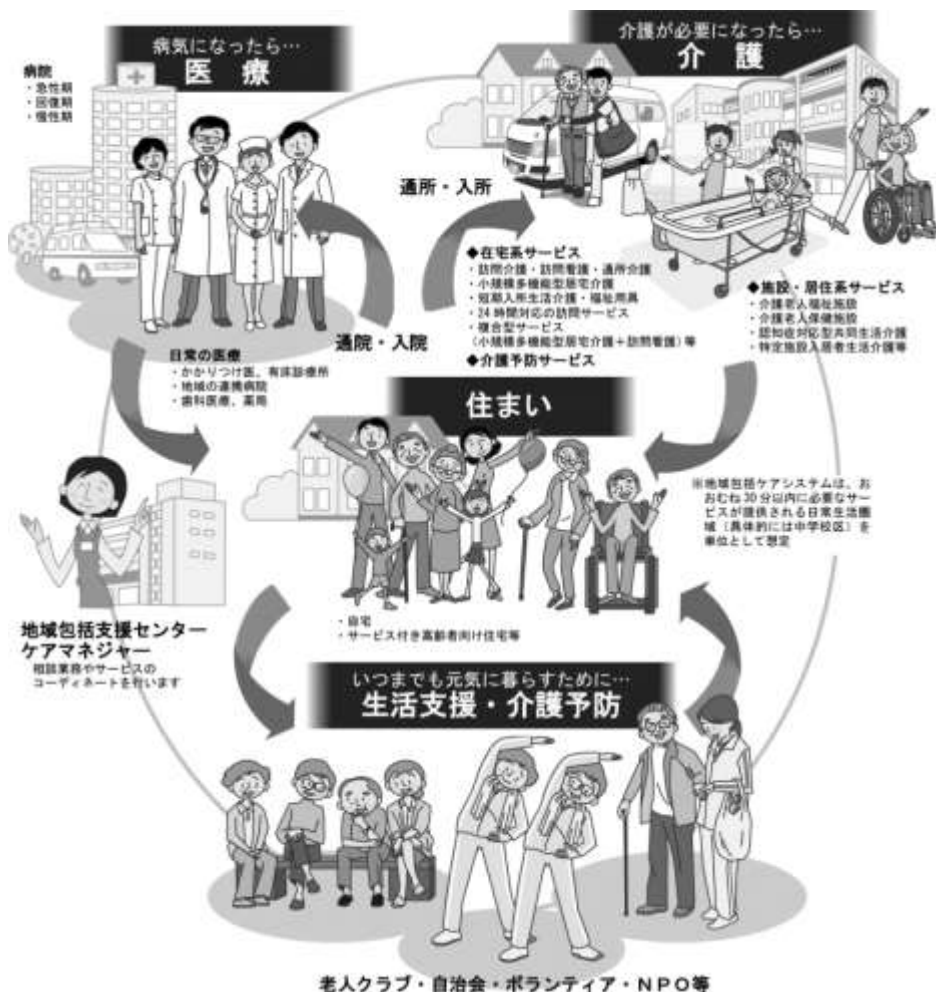 病気になったら…
医療
病院
・急性期
・回復期
・慢性期
介護が必要になったら…
介護
通所・入所
◆在宅系サービス
・訪問介護・訪問看護・通所介護
・小規模多機能型居宅介護
・短期入所生活介護・福祉用具
・24時間対応の訪問サービス
・複合型サービス
（小規模多機能型居宅介護＋訪問看護）等
◆介護予防サービス
◆施設・居住系サービス
・介護老人福祉施設
・介護老人保健施設
・認知症対応型共同生活介護
・特定施設入居者生活介護等
通院・入院
日常の医療
・かかりつけ医、有床診療所
・地域の連携病院
・歯科医療、薬局
住まい
※地域包括ケアシステムは、お
おむね30分以内に必要なサー
ビスが提供される日常生活圏
域（具体的には中学校区）を
単位として想定
・自宅
・サービス付き高齢者向け住宅等
地域包括支援センター
ケアマネジャー
相談業務やサービスの
コーディネートを行います
いつまでも元気に暮らすために…
生活支援・介護予防
老人クラブ・自治会・ボランティア・NPO等